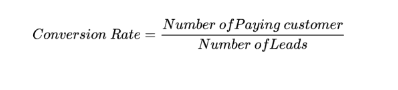 Conversion Rate = Number of Paying customer / Number of Leads